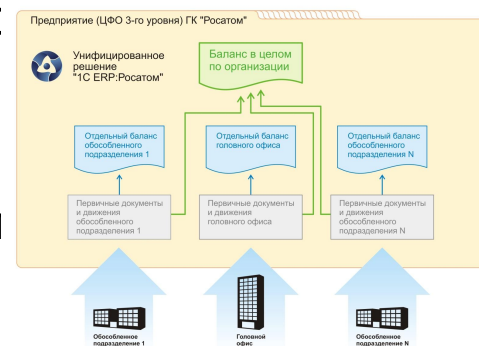 Предприятие (ЦФО 3-го уровня) ГК "Росатом"
Унифицированное
решение
"1С ERP:Росатом"
Баланс в целом
по организации
Отдельный баланс
обособленного
подразделения 1
Отдельный баланс
головного офиса
Отдельный баланс
обособленного
подразделения N
Первичные документы
и движения
обособленного
подразделения 1
Первичные документы
и движения
головного офиса
Первичные документы
и движения
обособленного
подразделения N
Обособленное
подразделение 1
Головной
офис
Обособленное
подразделение N